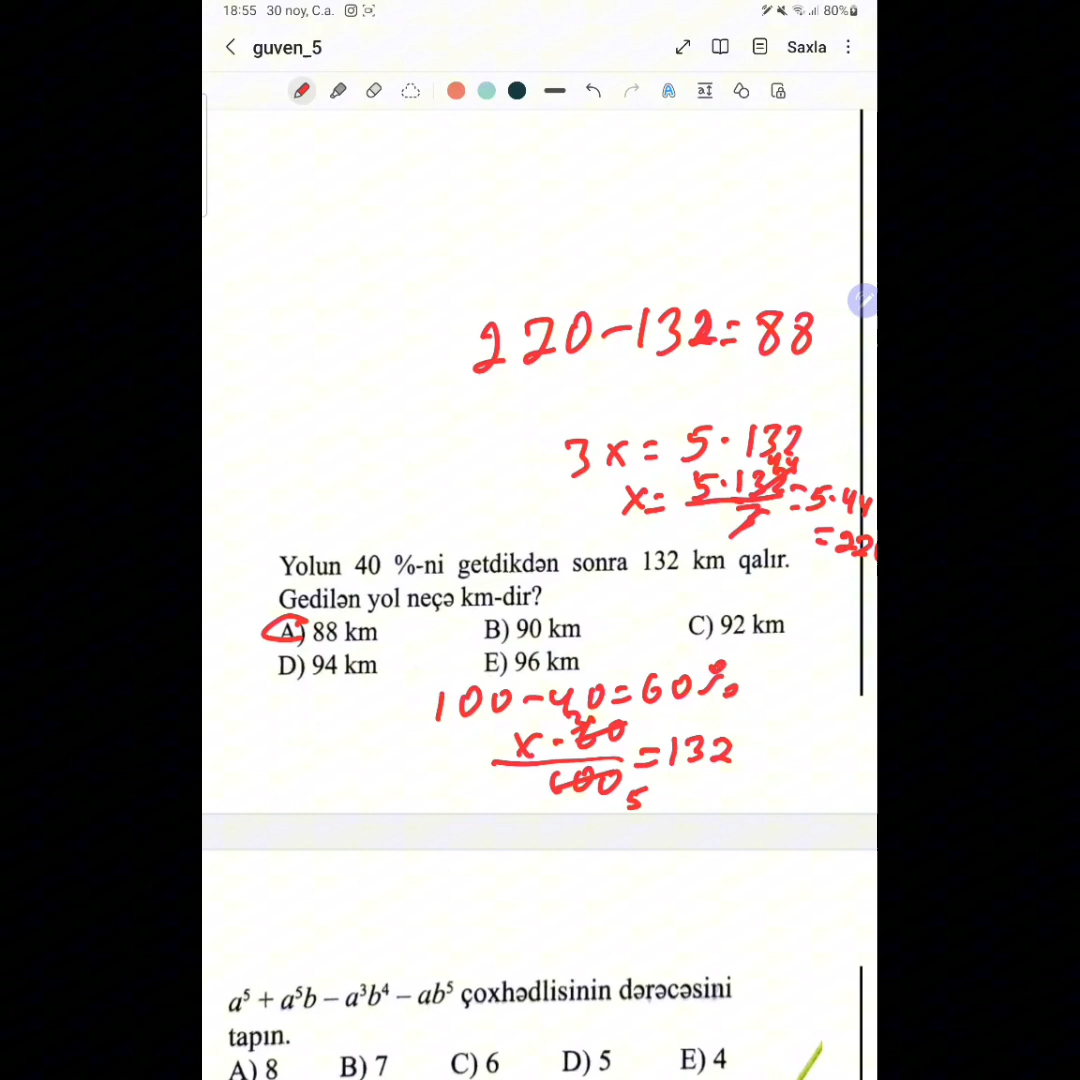 18:55 30 noy, C.a. 80%
guven_5 Saxla
220-132=88
3x = 5·132
x= 5·132/3 =5·44
=220
Yolun 40 %-ni getdikdən sonra 132 km qalır.
Gedilən yol neçə km-dir?
A) 88 km B) 90 km C) 92 km
D) 94 km E) 96 km
100-40=60%
x·60/100 =132
3
5
a⁵ + a⁵b – a³b⁴ – ab⁵ çoxhədlisinin dərəcəsini
tapın.
A) 8 B) 7 C) 6 D) 5 E) 4